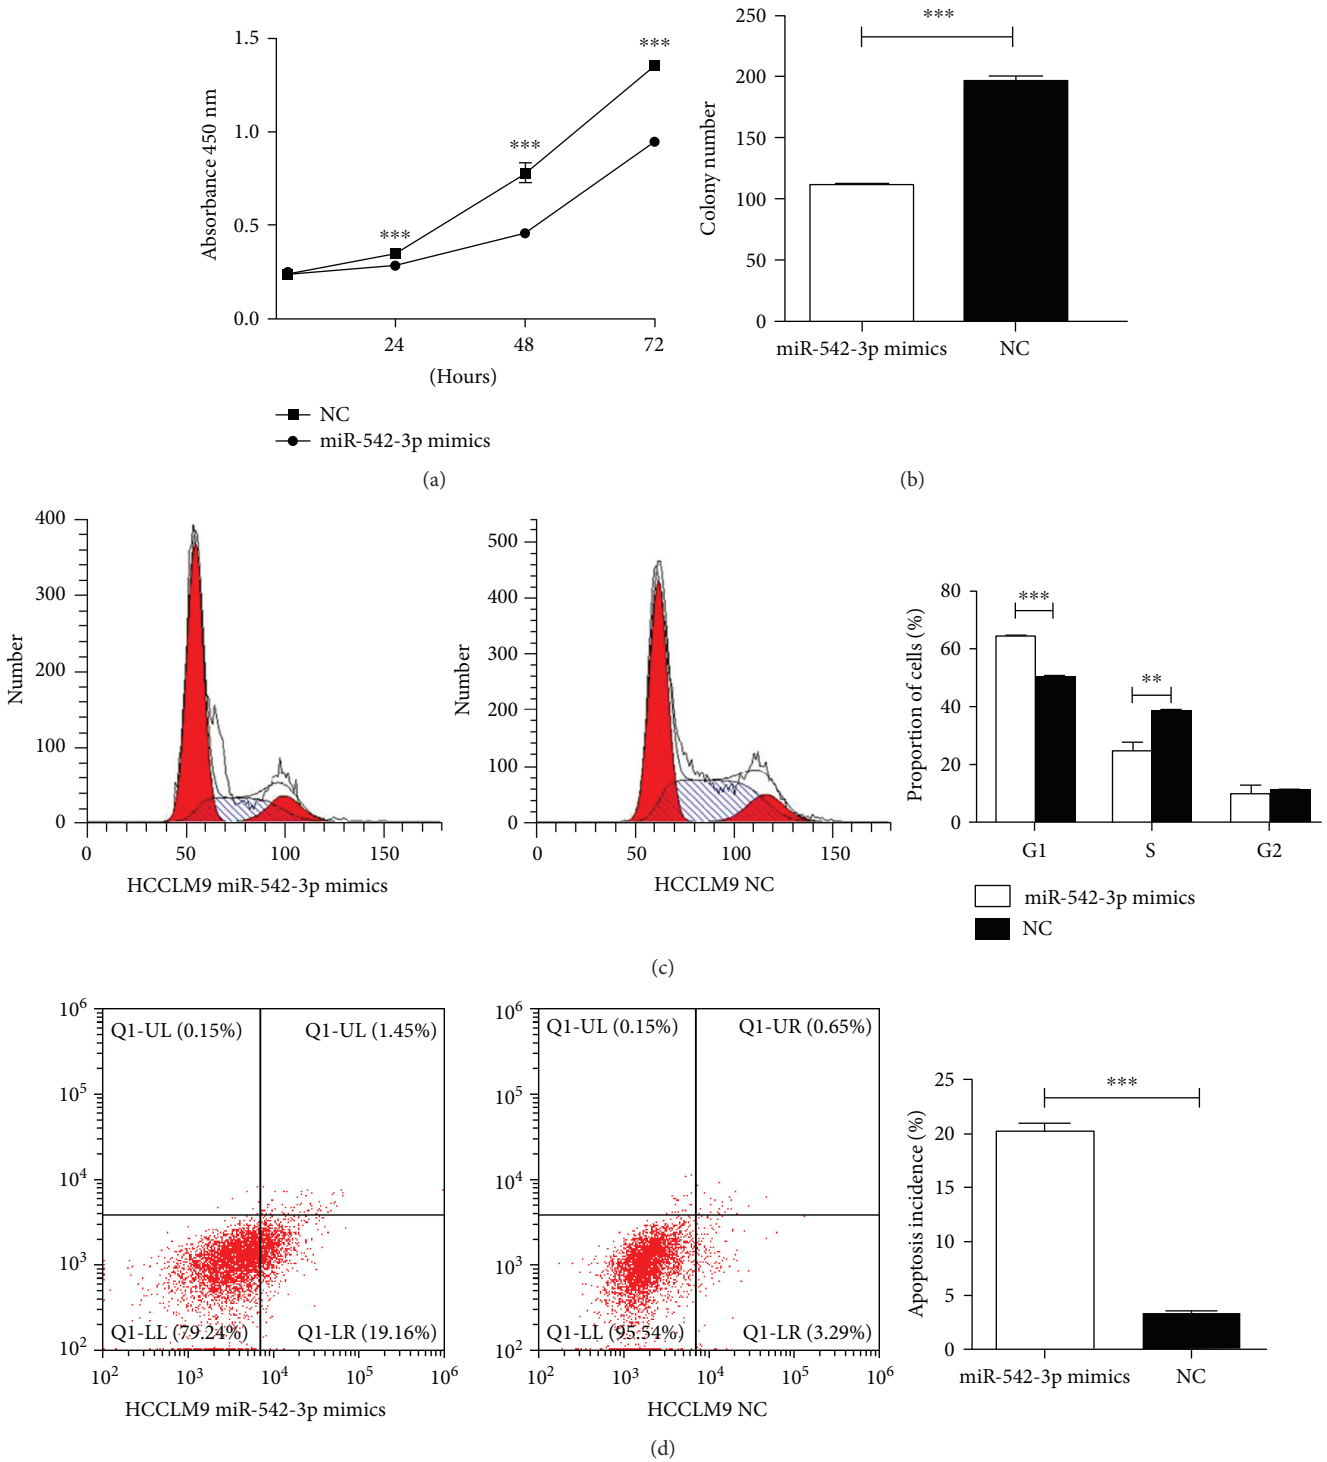 1.5
1.0
0.5
0.0
Absorbance 450 nm
***
***
***
24
48
72
(Hours)
NC
miR-542-3p mimics
(a)
250
200
150
100
50
0
Colony number
***
miR-542-3p mimics
NC
(b)
400
300
200
100
0
Number
0
50
100
150
HCCLM9 miR-542-3p mimics
500
400
300
200
100
0
Number
0
50
100
150
HCCLM9 NC
80
60
40
20
0
Proportion of cells (%)
***
**
G1
S
G2
miR-542-3p mimics
NC
(c)
10^6
10^5
10^4
10^3
10^2
Q1-UL (0.15%)
Q1-UL (1.45%)
Q1-LL (79.24%)
Q1-LR (19.16%)
10^2
10^3
10^4
10^5
10^6
HCCLM9 miR-542-3p mimics
10^6
10^5
10^4
10^3
10^2
Q1-UL (0.15%)
Q1-UR (0.65%)
Q1-LL (95.54%)
Q1-LR (3.29%)
10^2
10^3
10^4
10^5
10^6
HCCLM9 NC
25
20
15
10
5
0
Apoptosis incidence (%)
***
miR-542-3p mimics
NC
(d)